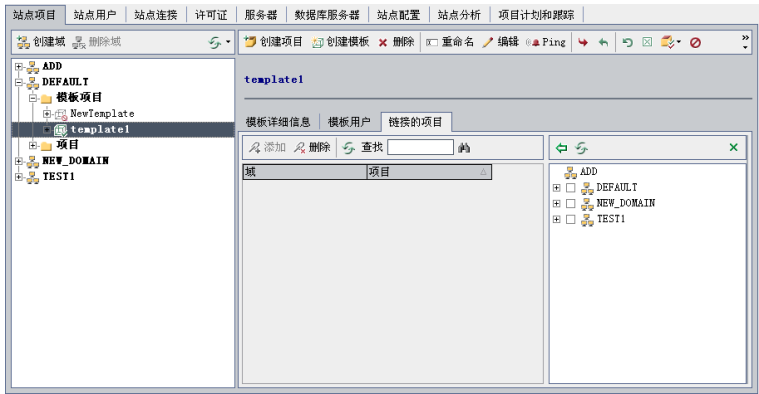 站点项目 站点用户 站点连接 许可证 服务器 数据库服务器 站点配置 站点分析 项目计划和跟踪
创建域 删除域
创建项目 创建模板 删除 重命名 编辑 Ping
ADD
DEFAULT
模板项目
NewTemplate
template1
项目
NEW_DOMAIN
TEST1
template1
模板详细信息 模板用户 链接的项目
添加 删除 查找
域 项目
ADD
DEFAULT
NEW_DOMAIN
TEST1